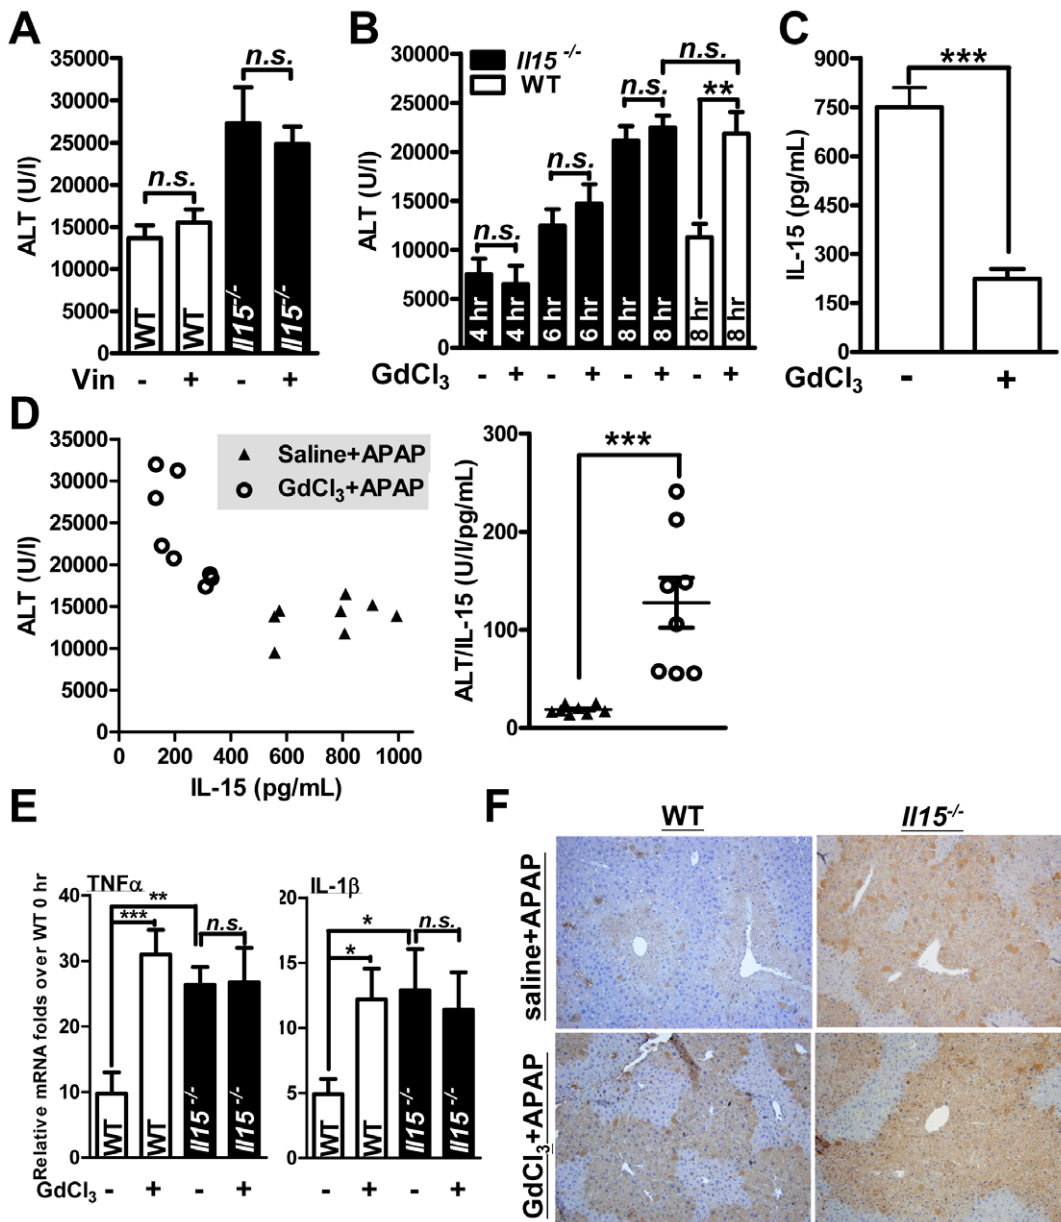 A
ALT (U/l)
35000
30000
25000
20000
15000
10000
5000
0
n.s.
n.s.
WT
WT
Il15-/-
Il15-/-
Vin
- + - +
B
ALT (U/l)
30000
25000
20000
15000
10000
5000
0
Il15 -/-
WT
n.s.
n.s.
n.s.
n.s.
**
4 hr
4 hr
6 hr
6 hr
8 hr
8 hr
8 hr
8 hr
GdCl3
- + - + - + - +
C
IL-15 (pg/mL)
900
750
600
450
300
150
0
***
GdCl3
- +
D
ALT (U/l)
35000
30000
25000
20000
15000
10000
5000
0
Saline+APAP
GdCl3+APAP
0 200 400 600 800 1000
IL-15 (pg/mL)
ALT/IL-15 (U/l/pg/mL)
300
200
100
0
***
E
Relative mRNA folds over WT 0 hr
TNFα
40
30
20
10
0
**
***
n.s.
WT
WT
Il15 -/-
Il15 -/-
GdCl3
- + - +
IL-1β
20
15
10
5
0
*
*
n.s.
WT
WT
Il15 -/-
Il15 -/-
- + - +
F
WT
Il15-/-
saline+APAP
GdCl3+APAP